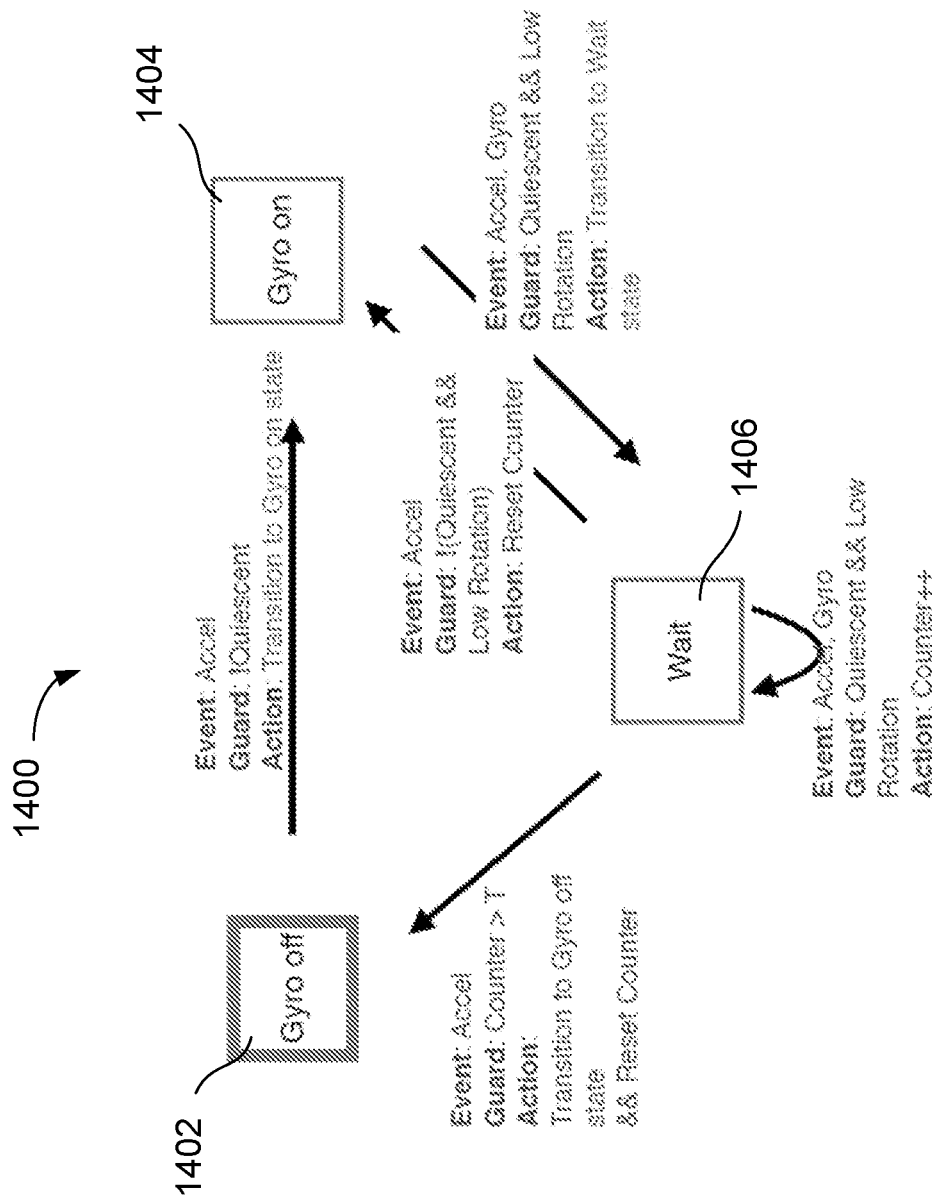 1400
1402
Gyro off
Event: Accel
Guard: !Quiescent
Action: Transition to Gyro on state
1404
Gyro on
Event: Accel
Guard: !(Quiescent &&
Low Rotation)
Action: Reset Counter
Event: Accel, Gyro
Guard: Quiescent && Low
Rotation
Action: Transition to Wait
state
Event: Accel
Guard: Counter > T
Action:
Transition to Gyro off
state
&& Reset Counter
1406
Wait
Event: Accel, Gyro
Guard: Quiescent && Low
Rotation
Action: Counter++